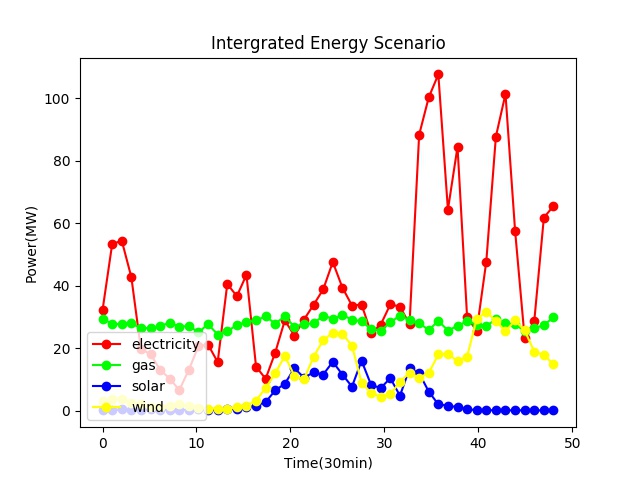 Intergrated Energy Scenario
Power(MW)
100
80
60
40
20
0
electricity
gas
solar
wind
0 10 20 30 40 50
Time(30min)